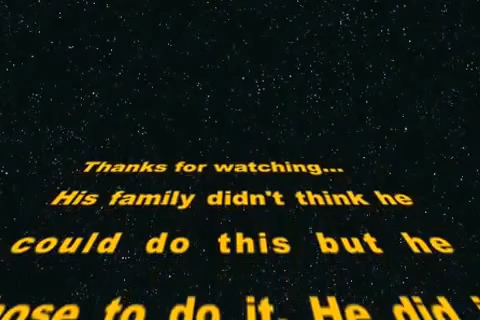 Thanks for watching...
His family didn't think he
could do this but he
to do it. He did